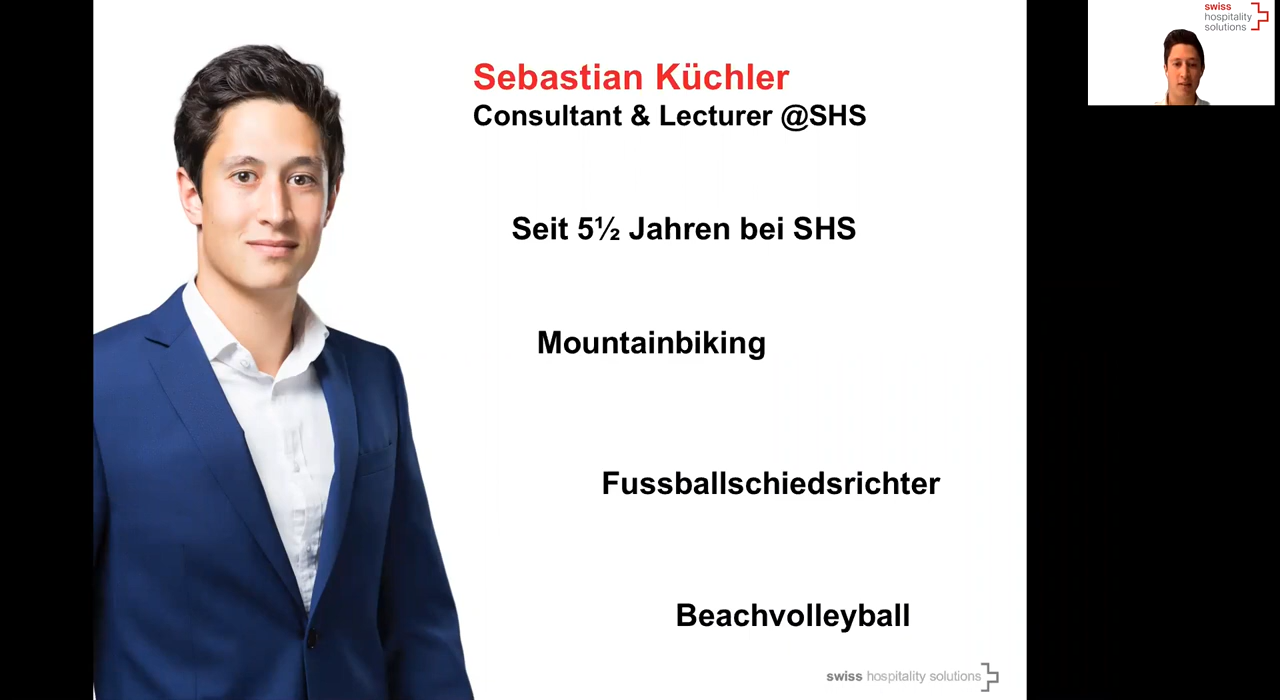 Sebastian Küchler
Consultant & Lecturer @SHS
Seit 5½ Jahren bei SHS
Mountainbiking
Fussballschiedsrichter
Beachvolleyball
swiss hospitality solutions
swiss
hospitality
solutions